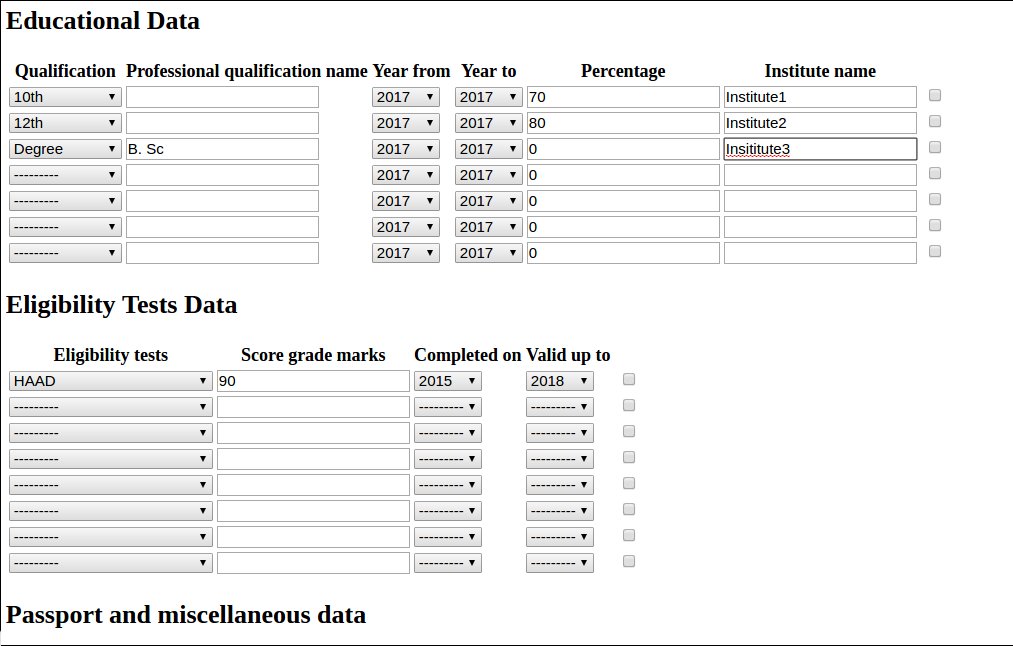 Educational Data
Qualification Professional qualification name Year from Year to Percentage Institute name
10th 2017 2017 70 Institute1
12th 2017 2017 80 Institute2
Degree B. Sc 2017 2017 0 Insititute3
--------- 2017 2017 0
--------- 2017 2017 0
--------- 2017 2017 0
--------- 2017 2017 0
Eligibility Tests Data
Eligibility tests Score grade marks Completed on Valid up to
HAAD 90 2015 2018
--------- --------- ---------
--------- --------- ---------
--------- --------- ---------
--------- --------- ---------
--------- --------- ---------
--------- --------- ---------
--------- --------- ---------
Passport and miscellaneous data